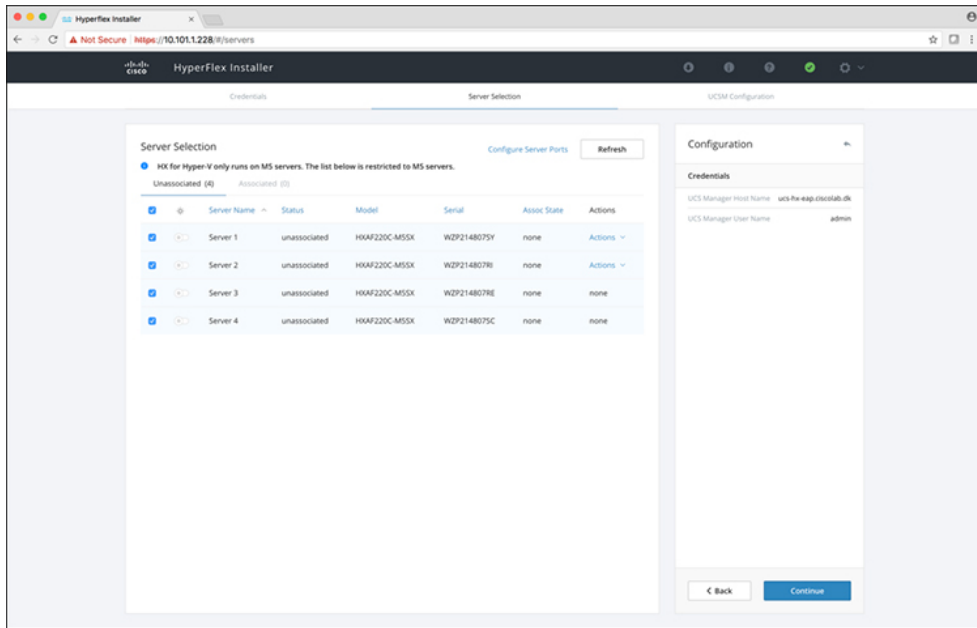 Hyperflex Installer
Not Secure https://10.101.1.228/#/servers
CISCO HyperFlex Installer
Credentials Server Selection UCSM Configuration
Server Selection Configure Server Ports Refresh
HX for Hyper-V only runs on M5 servers. The list below is restricted to M5 servers.
Unassociated (4) Associated (0)
Server Name Status Model Serial Assoc State Actions
Server 1 unassociated HXAF220C-M5SX WZP214807SY none Actions
Server 2 unassociated HXAF220C-M5SX WZP214807RI none Actions
Server 3 unassociated HXAF220C-M5SX WZP214807RE none none
Server 4 unassociated HXAF220C-M5SX WZP214807SC none none
Configuration
Credentials
UCS Manager Host Name ucs-hx-eap.ciscolab.dk
UCS Manager User Name admin
< Back Continue